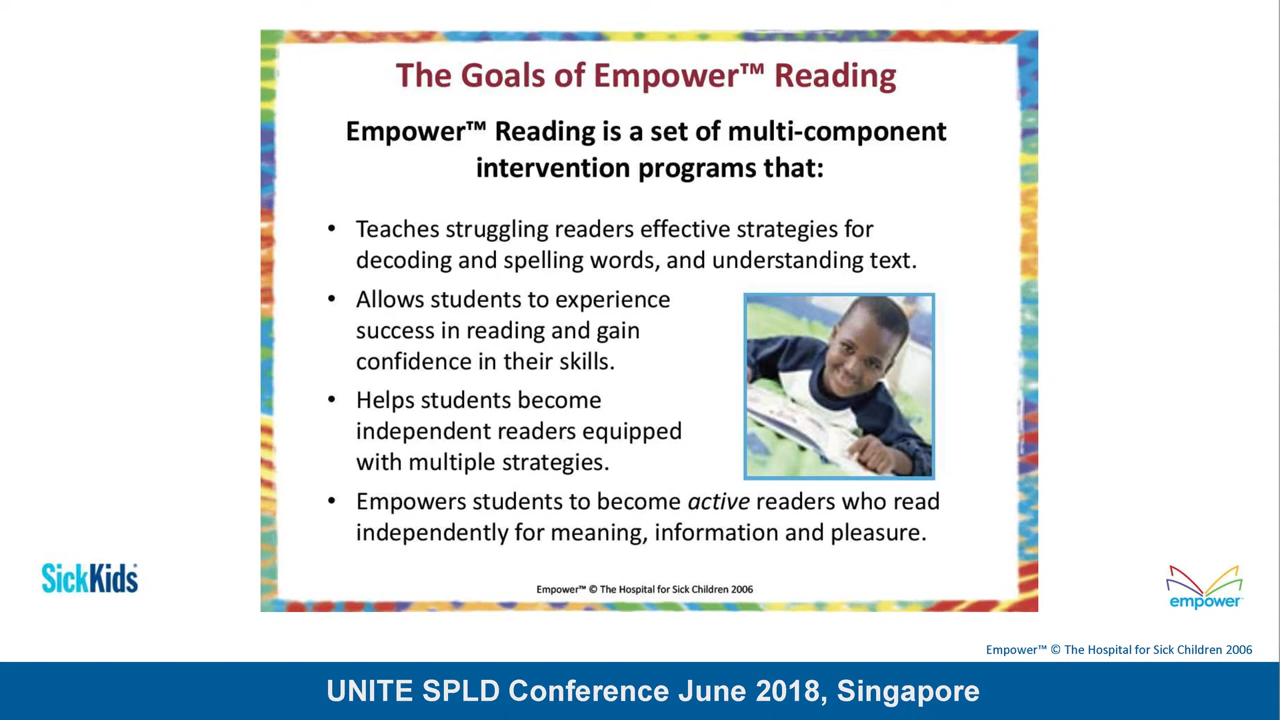 The Goals of Empower™ Reading
Empower™ Reading is a set of multi-component
intervention programs that:
• Teaches struggling readers effective strategies for
decoding and spelling words, and understanding text.
• Allows students to experience
success in reading and gain
confidence in their skills.
• Helps students become
independent readers equipped
with multiple strategies.
• Empowers students to become active readers who read
independently for meaning, information and pleasure.
Empower™ © The Hospital for Sick Children 2006
SickKids®
empower™
Empower™ © The Hospital for Sick Children 2006
UNITE SPLD Conference June 2018, Singapore